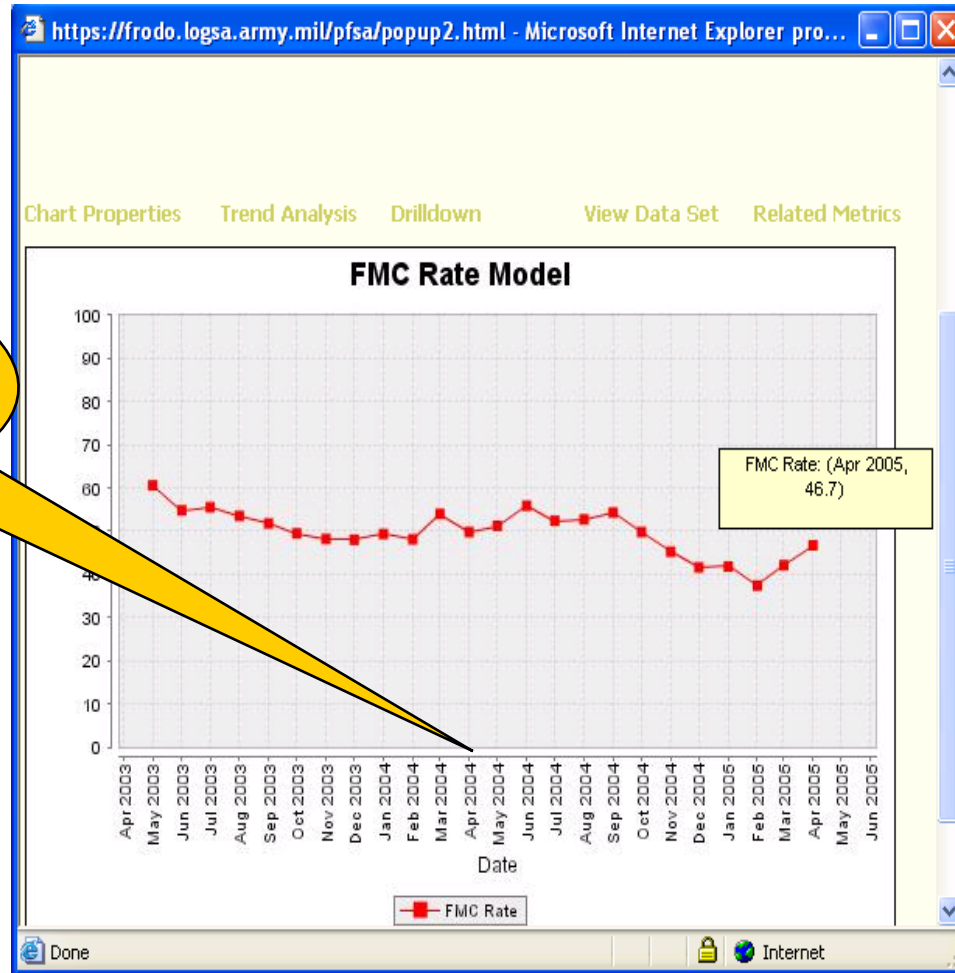 https://frodo.logsa.army.mil/pfsa/popup2.html - Microsoft Internet Explorer pro...
Chart Properties Trend Analysis Drilldown View Data Set Related Metrics
FMC Rate Model
100
90
80
70
60
40
30
20
10
0
FMC Rate: (Apr 2005,
46.7)
Apr 2003
May 2003
Jun 2003
Jul 2003
Aug 2003
Sep 2003
Oct 2003
Nov 2003
Dec 2003
Jan 2004
Feb 2004
Mar 2004
Apr 2004
May 2004
Jun 2004
Jul 2004
Aug 2004
Sep 2004
Oct 2004
Nov 2004
Dec 2004
Jan 2005
Feb 2005
Mar 2005
Apr 2005
May 2005
Jun 2005
Date
FMC Rate
Done
Internet